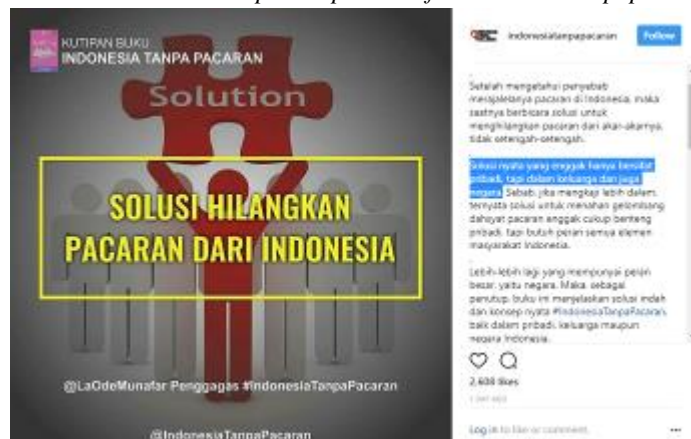 KUTIPAN BUKU
INDONESIA TANPA PACARAN
Solution
SOLUSI HILANGKAN
PACARAN DARI INDONESIA
@LaOdeMunafar Penggagas #IndonesiaTanpaPacaran
@IndonesiaTanpaPacaran
indonesiatanpapacaran Follow
Setelah mengetahui penyebab
merajalelanya pacaran di Indonesia, maka
saatnya berbicara solusi untuk
menghilangkan pacaran dari akar-akarnya,
tidak setengah-setengah.
Solusi nyata yang enggak hanya bersifat
pribadi, tapi dalam keluarga dan juga
negara. Sebab, jika mengkaji lebih dalam,
ternyata solusi untuk menahan gelombang
dahsyat pacaran enggak cukup benteng
pribadi, tapi butuh peran semua elemen
masyarakat Indonesia.
Lebih-lebih lagi yang mempunyai peran
besar, yaitu negara. Maka, sebagai
penutup, buku ini menjelaskan solusi indah
dan konsep nyata #IndonesiaTanpaPacaran,
baik dalam pribadi, keluarga maupun
negara Indonesia.
2,608 likes
1 DAY AGO
Log in to like or comment.